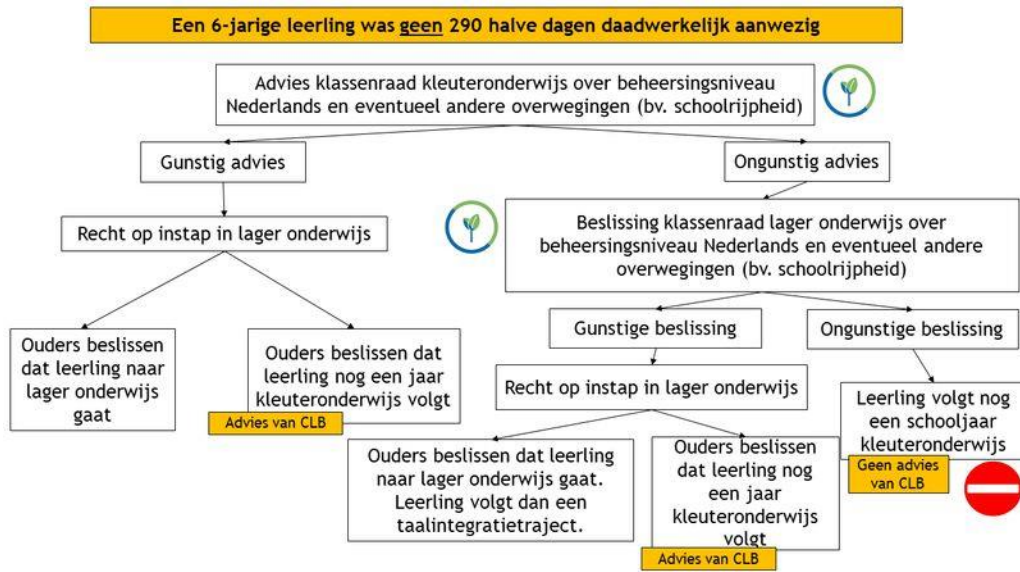 Een 6-jarige leerling was geen 290 halve dagen daadwerkelijk aanwezig
Advies klassenraad kleuteronderwijs over beheersingsniveau
Nederlands en eventueel andere overwegingen (bv. schoolrijpheid)
Gunstig advies
Ongunstig advies
Recht op instap in lager onderwijs
Beslissing klassenraad lager onderwijs over
beheersingsniveau Nederlands en eventueel andere
overwegingen (bv. schoolrijpheid)
Ouders beslissen
dat leerling naar
lager onderwijs
gaat
Ouders beslissen dat
leerling nog een jaar
kleuteronderwijs volgt
Advies van CLB
Gunstige beslissing
Ongunstige beslissing
Recht op instap in lager onderwijs
Leerling volgt nog
een schooljaar
kleuteronderwijs
Geen advies
van CLB
Ouders beslissen dat leerling
naar lager onderwijs gaat.
Leerling volgt dan een
taalintegratietraject.
Ouders beslissen
dat leerling nog
een jaar
kleuteronderwijs
volgt
Advies van CLB